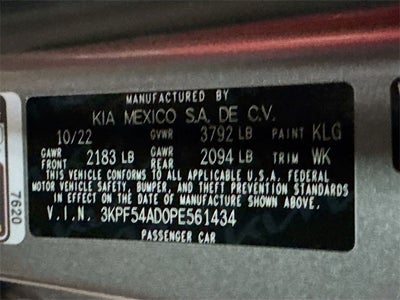 MANUFACTURED BY
KIA MEXICO S.A. DE C.V.
10/22 GVWR 3792 LB PAINT KLG
GAWR FRONT 2183 LB GAWR REAR 2094 LB TRIM WK
THIS VEHICLE CONFORMS TO ALL APPLICABLE U.S.A. FEDERAL
MOTOR VEHICLE SAFETY, BUMPER, AND THEFT PREVENTION STANDARDS
IN EFFECT ON THE DATE OF MANUFACTURE SHOWN ABOVE.
V.I.N. 3KPF54AD0PE561434
PASSENGER CAR
7620